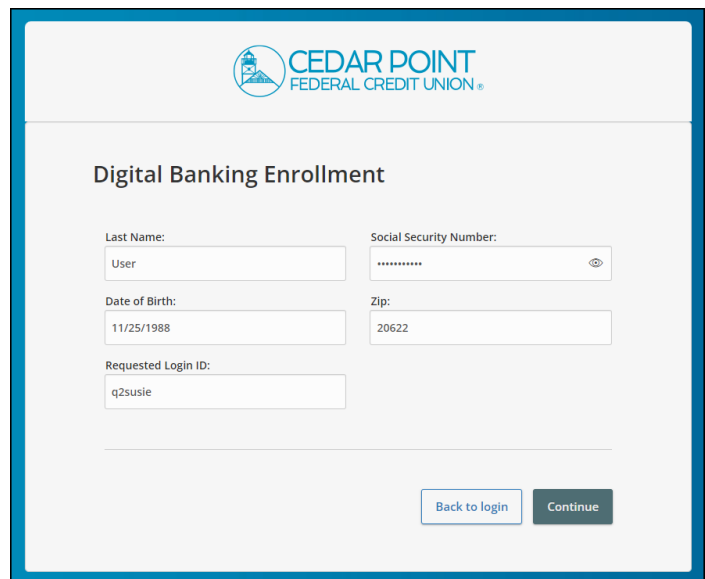 CEDAR POINT
FEDERAL CREDIT UNION ®
Digital Banking Enrollment
Last Name:
Social Security Number:
User
•••••••••••
Date of Birth:
Zip:
11/25/1988
20622
Requested Login ID:
q2susie
Back to login
Continue